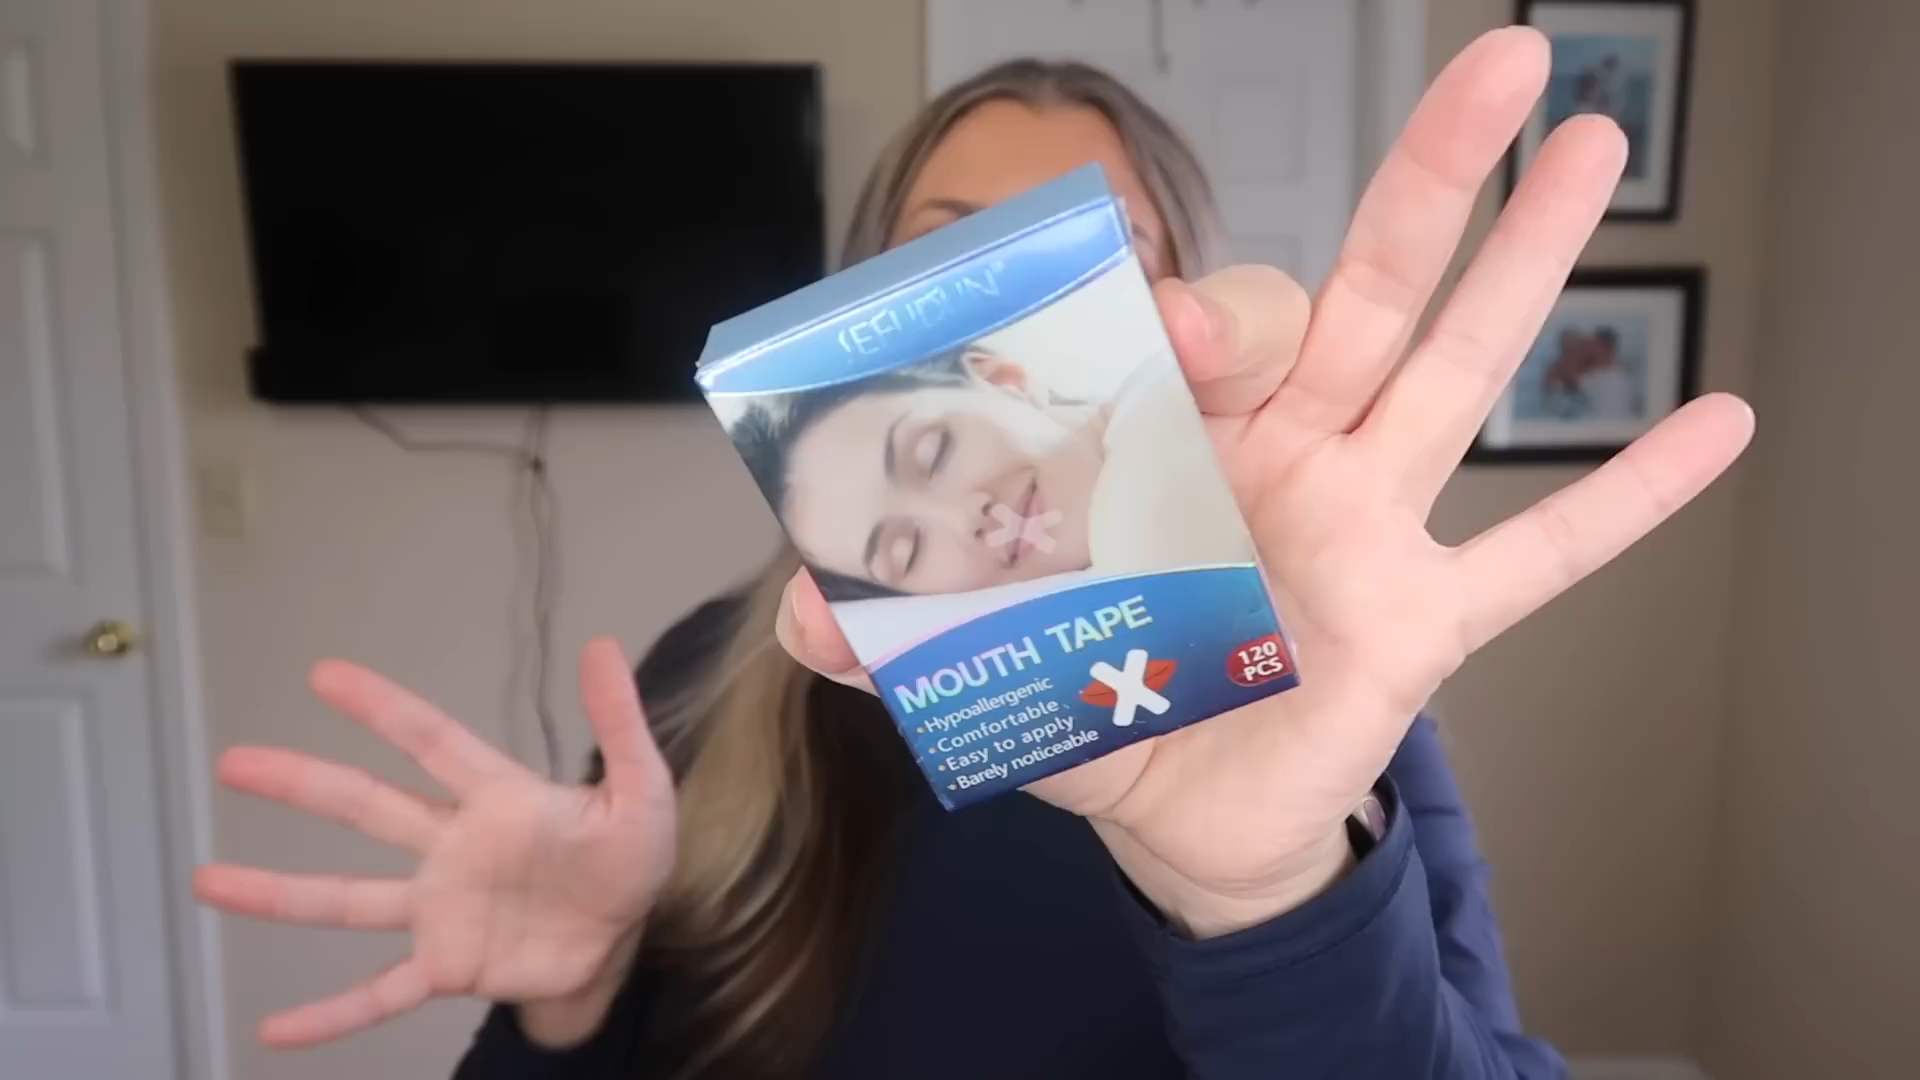 MOUTH TAPE
•Hypoallergenic
•Comfortable
•Easy to apply
•Barely noticeable
120
PCS